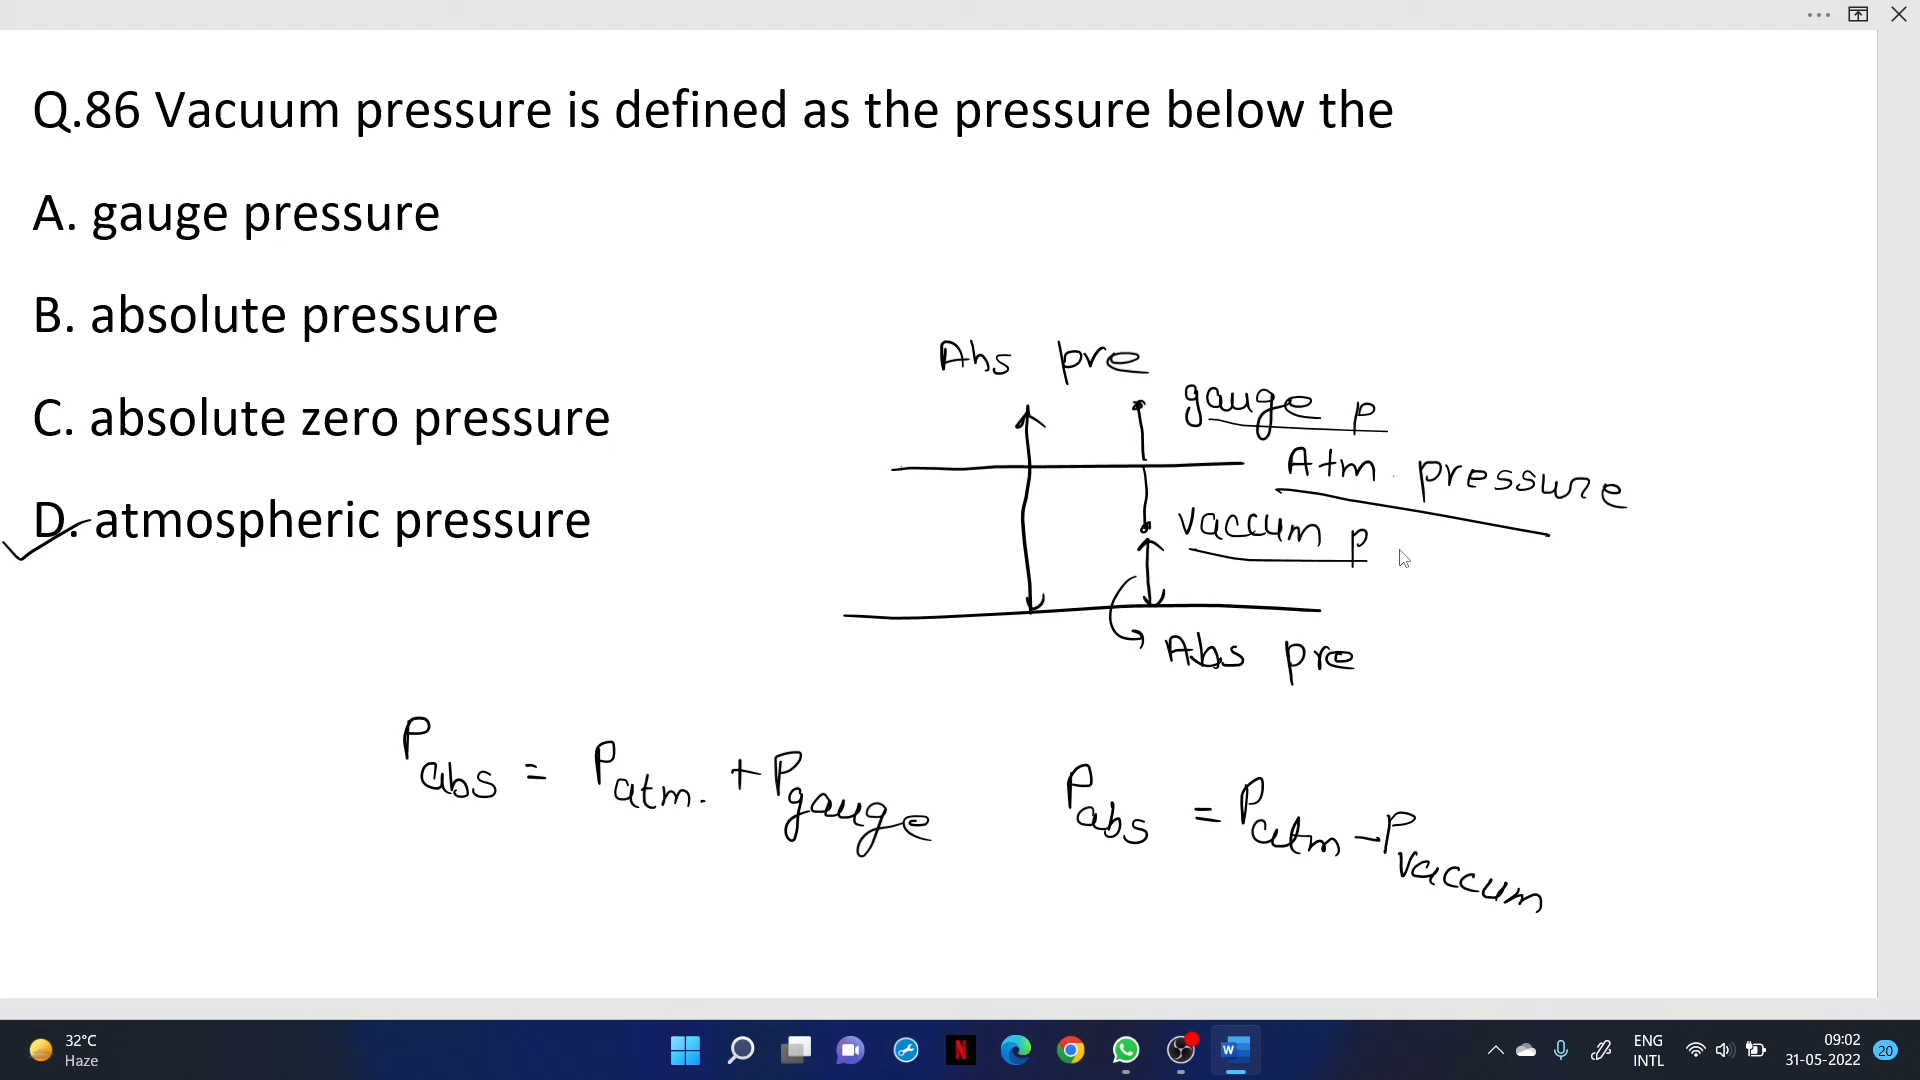 Q.86 Vacuum pressure is defined as the pressure below the
A. gauge pressure
B. absolute pressure
C. absolute zero pressure
D. atmospheric pressure
Abs pre
gauge p
Atm. pressure
vaccum p
Abs pre
Pabs = Patm. + Pgauge
Pabs = Patm - Pvaccum
32°C
Haze
ENG
INTL
09:02
31-05-2022
20